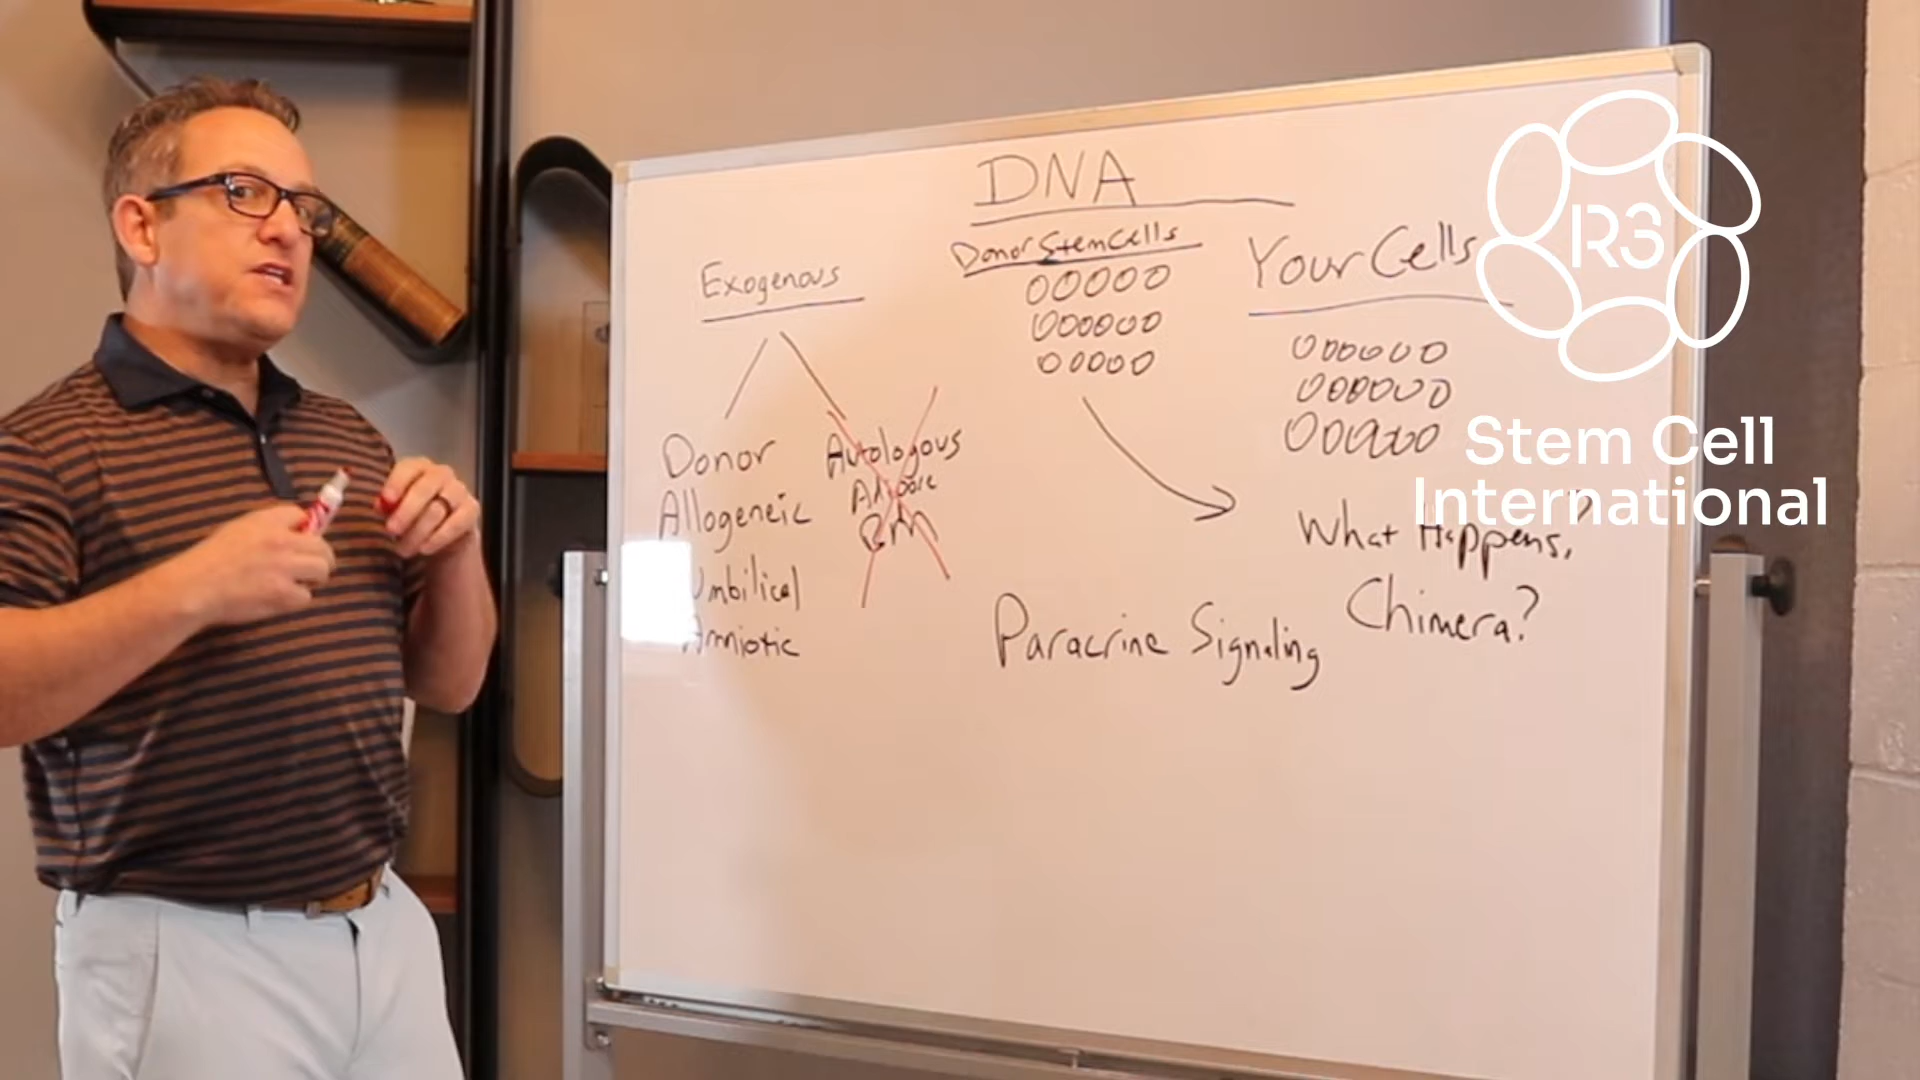 DNA
Exogenous
Donor
Allogeneic
Umbilical
Amniotic
Autologous
BM
Donor Stem Cells
Your Cells
What Happens?
Chimera?
Paracrine Signaling
R3
Stem Cell
International